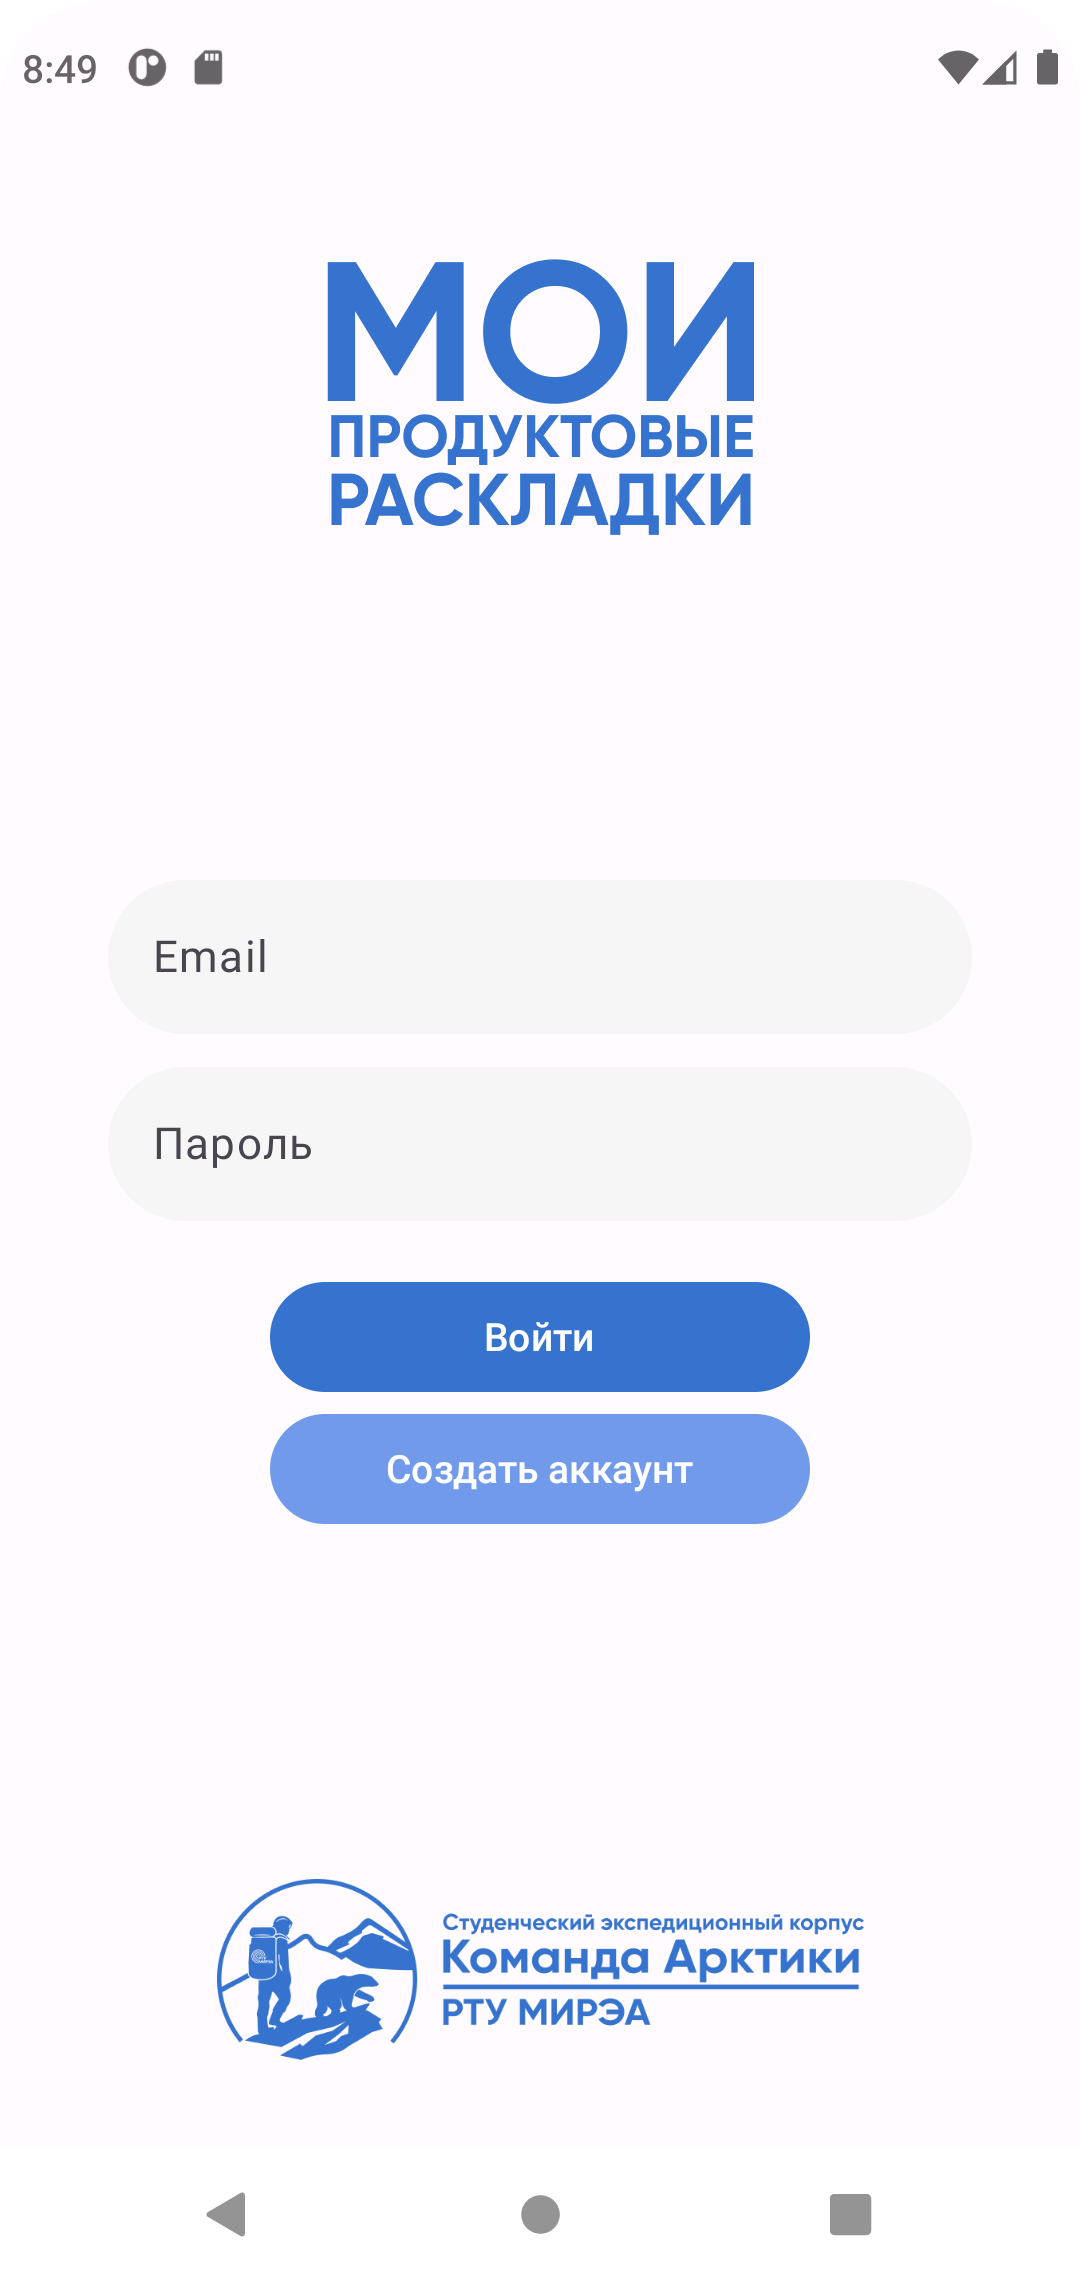 8:49
МОИ
ПРОДУКТОВЫЕ
РАСКЛАДКИ
Email
Пароль
Войти
Создать аккаунт
Студенческий экспедиционный корпус
Команда Арктики
РТУ МИРЭА